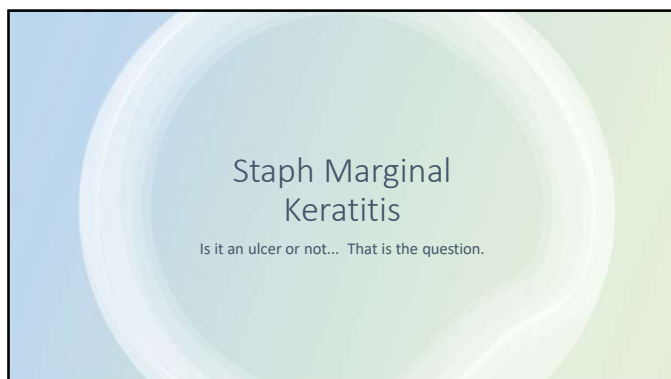 Staph Marginal
Keratitis
Is it an ulcer or not... That is the question.